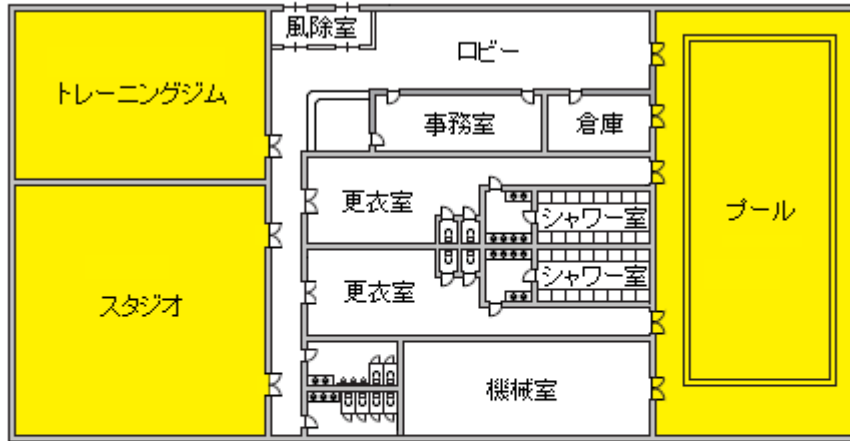 風除室
ロビー
トレーニングジム
事務室
倉庫
更衣室
シャワー室
プール
シャワー室
更衣室
スタジオ
機械室